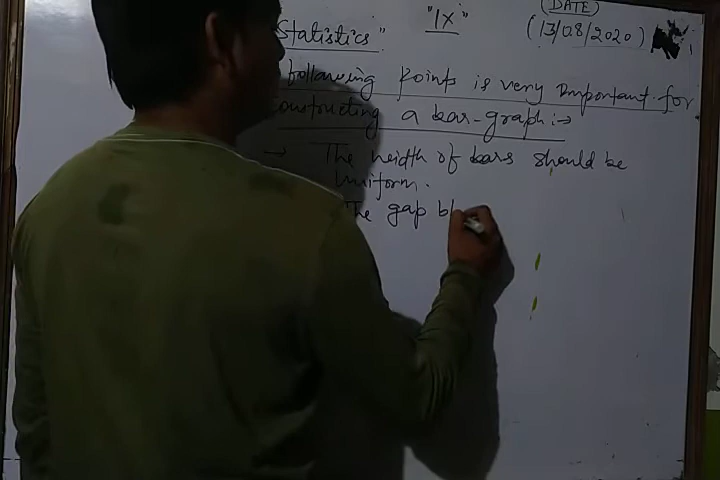 "IX" (DATE)
Statistics" (13/08/2020)
following points is very important for
constructing a bar-graph:→
→ The width of bars should be
uniform.
The gap b/